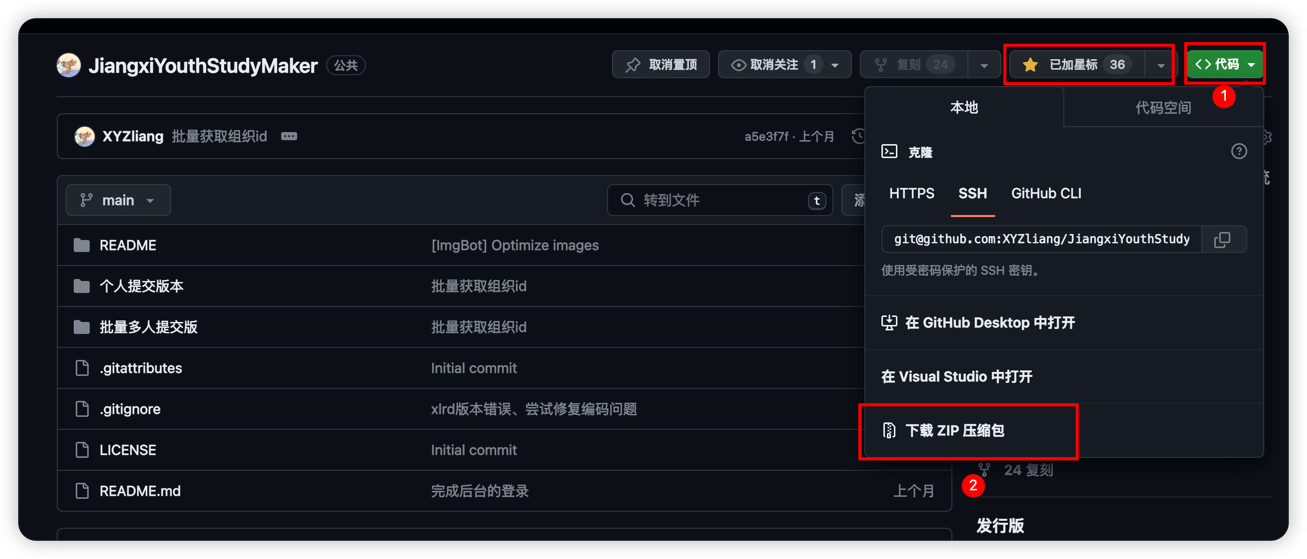 JiangxiYouthStudyMaker 公共
取消置顶 取消关注 1 复刻 24 已加星标 36 代码
1
XYZliang 批量获取组织id a5e3f7f · 上个月
main 转到文件 t 添
README [ImgBot] Optimize images
个人提交版本 批量获取组织id
批量多人提交版 批量获取组织id
.gitattributes Initial commit
.gitignore xlrd版本错误、尝试修复编码问题
LICENSE Initial commit
README.md 完成后台的登录 上个月
本地 代码空间
克隆
HTTPS SSH GitHub CLI
git@github.com:XYZliang/JiangxiYouthStudy
使用受密码保护的 SSH 密钥。
在 GitHub Desktop 中打开
在 Visual Studio 中打开
下载 ZIP 压缩包
24 复刻
2
发行版